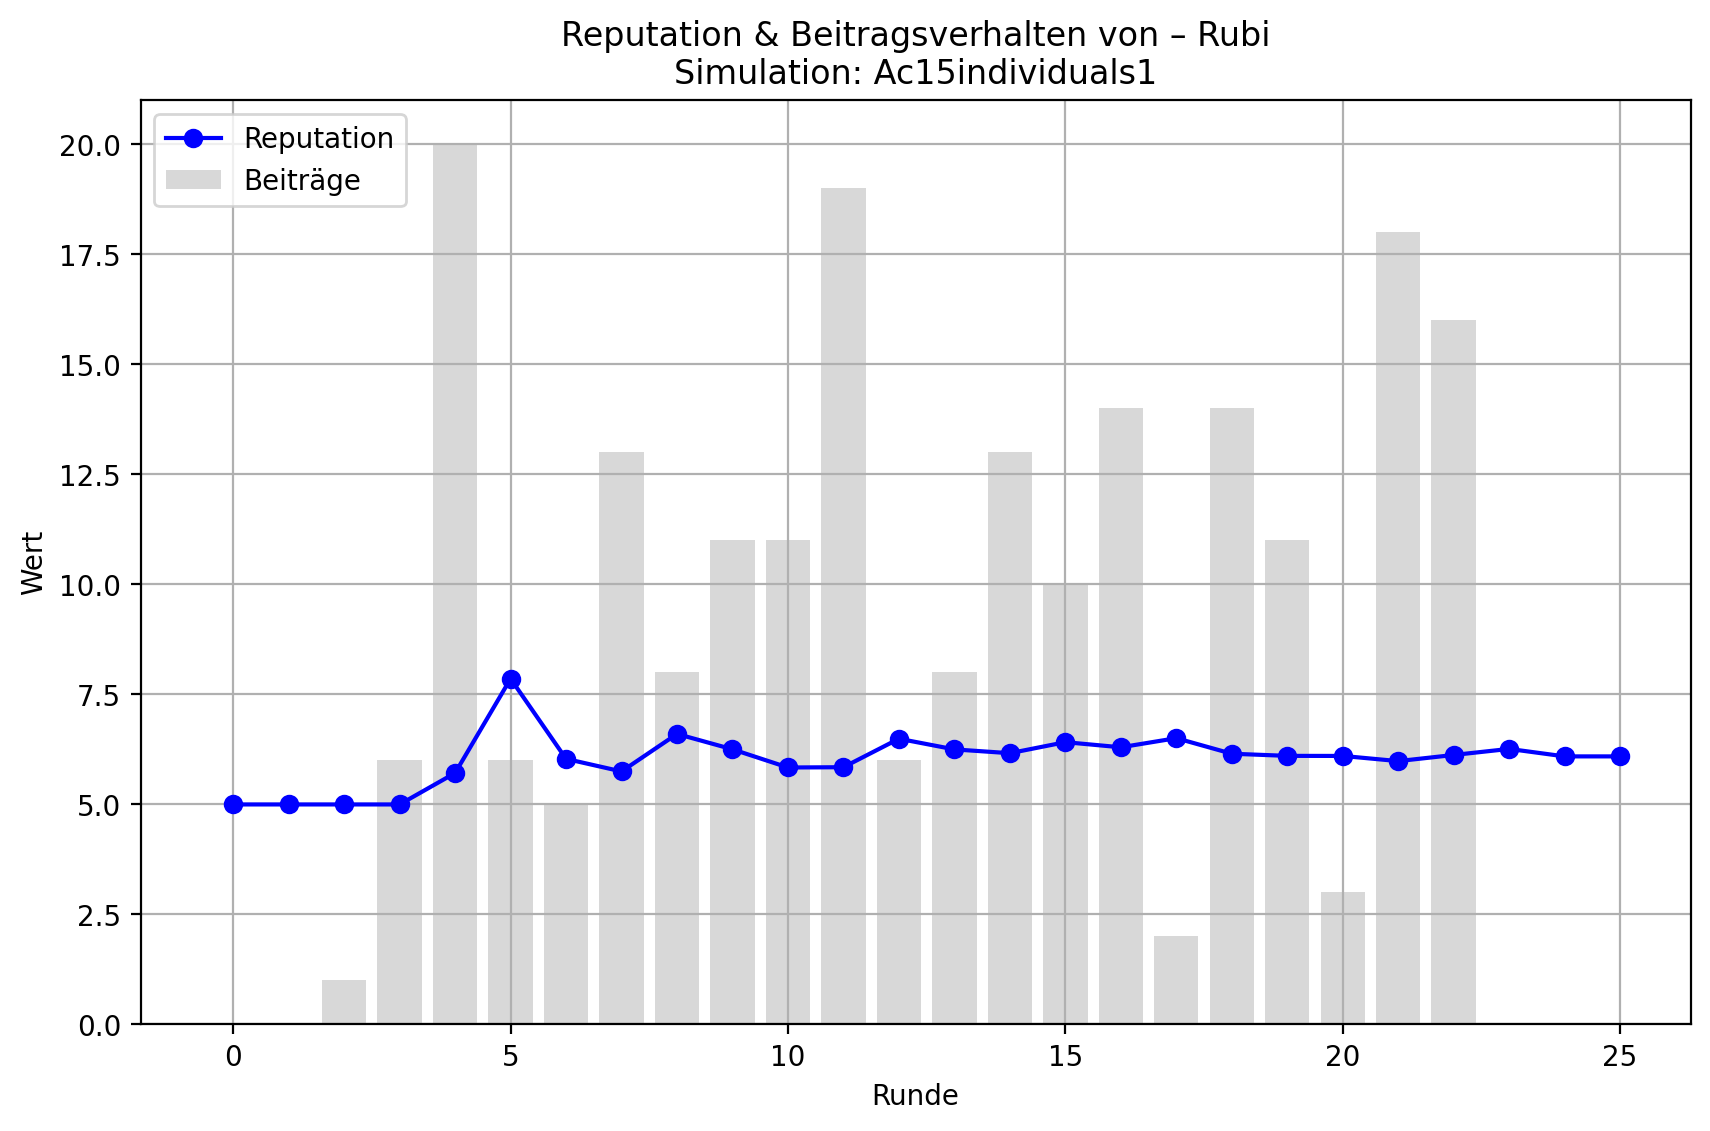 Reputation & Beitragsverhalten von – Rubi
Simulation: Ac15individuals1
Reputation
Beiträge
20.0
17.5
15.0
12.5
10.0
7.5
5.0
2.5
0.0
Wert
0 5 10 15 20 25
Runde